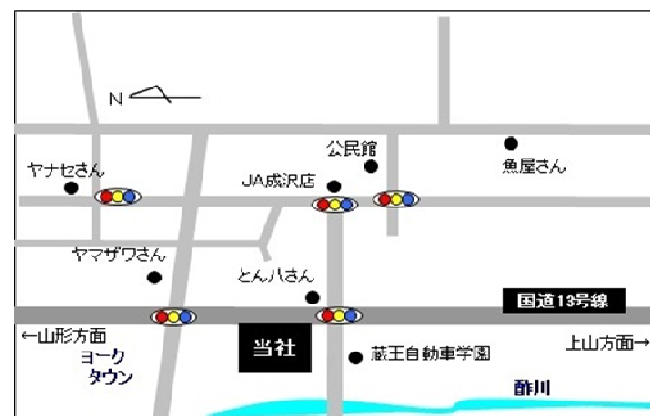 N
公民館
魚屋さん
ヤナセさん
JA成沢店
ヤマザワさん
とん八さん
国道13号線
←山形方面
ヨーク
タウン
当社
蔵王自動車学園
上山方面→
酢川